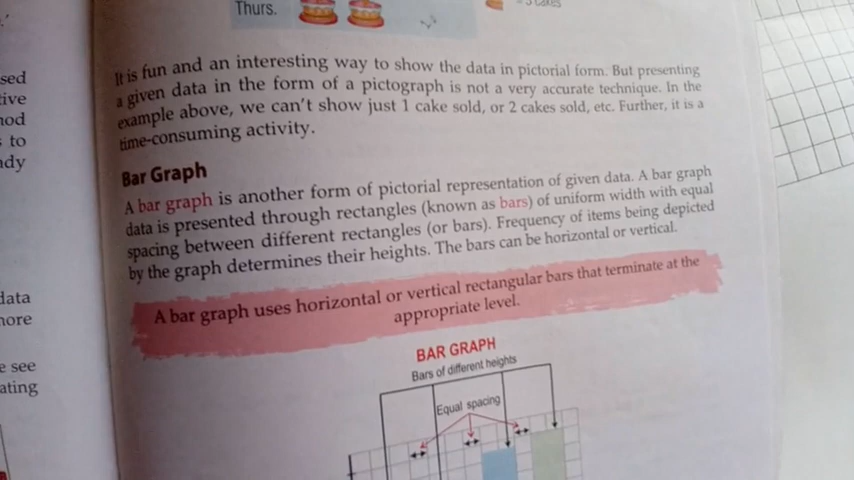 Thurs.
It is fun and an interesting way to show the data in pictorial form. But presenting
a given data in the form of a pictograph is not a very accurate technique. In the
example above, we can't show just 1 cake sold, or 2 cakes sold, etc. Further, it is a
time-consuming activity.
Bar Graph
A bar graph is another form of pictorial representation of given data. A bar graph
data is presented through rectangles (known as bars) of uniform width with equal
spacing between different rectangles (or bars). Frequency of items being depicted
by the graph determines their heights. The bars can be horizontal or vertical.
A bar graph uses horizontal or vertical rectangular bars that terminate at the
appropriate level.
BAR GRAPH
Bars of different heights
Equal spacing
sed
to
data
see
ating